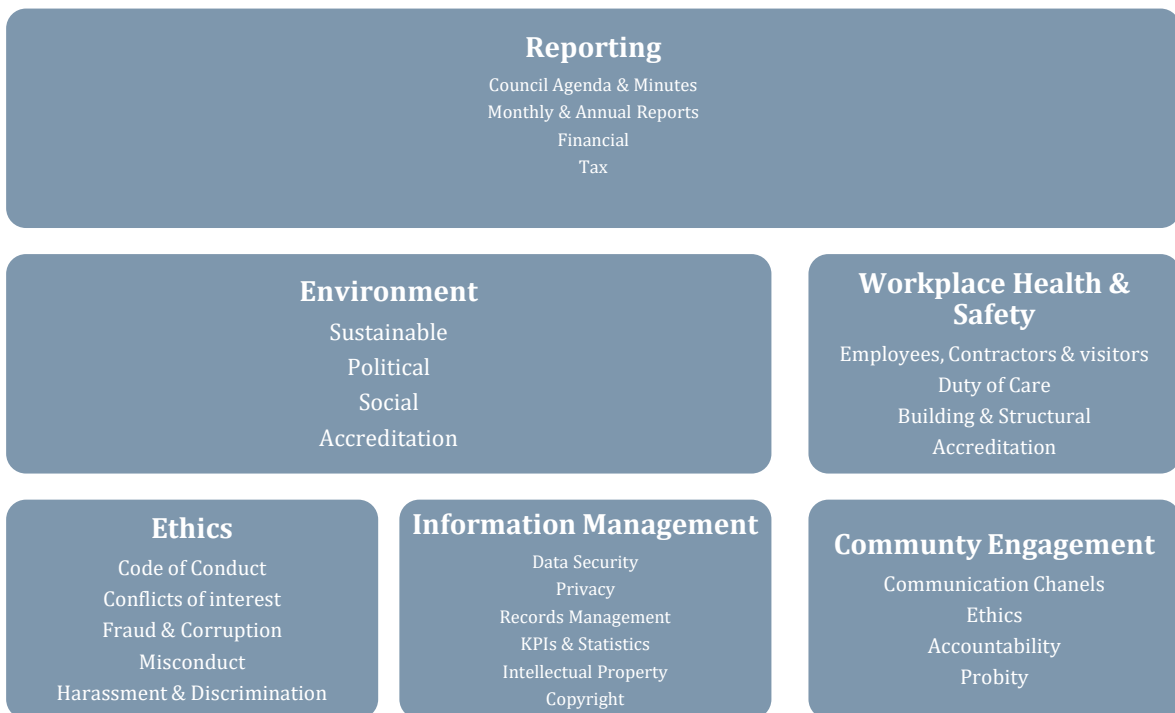 Reporting
Council Agenda & Minutes
Monthly & Annual Reports
Financial
Tax
Environment
Sustainable
Political
Social
Accreditation
Workplace Health &
Safety
Employees, Contractors & visitors
Duty of Care
Building & Structural
Accreditation
Ethics
Code of Conduct
Conflicts of interest
Fraud & Corruption
Misconduct
Harassment & Discrimination
Information Management
Data Security
Privacy
Records Management
KPIs & Statistics
Intellectual Property
Copyright
Communty Engagement
Communication Chanels
Ethics
Accountability
Probity